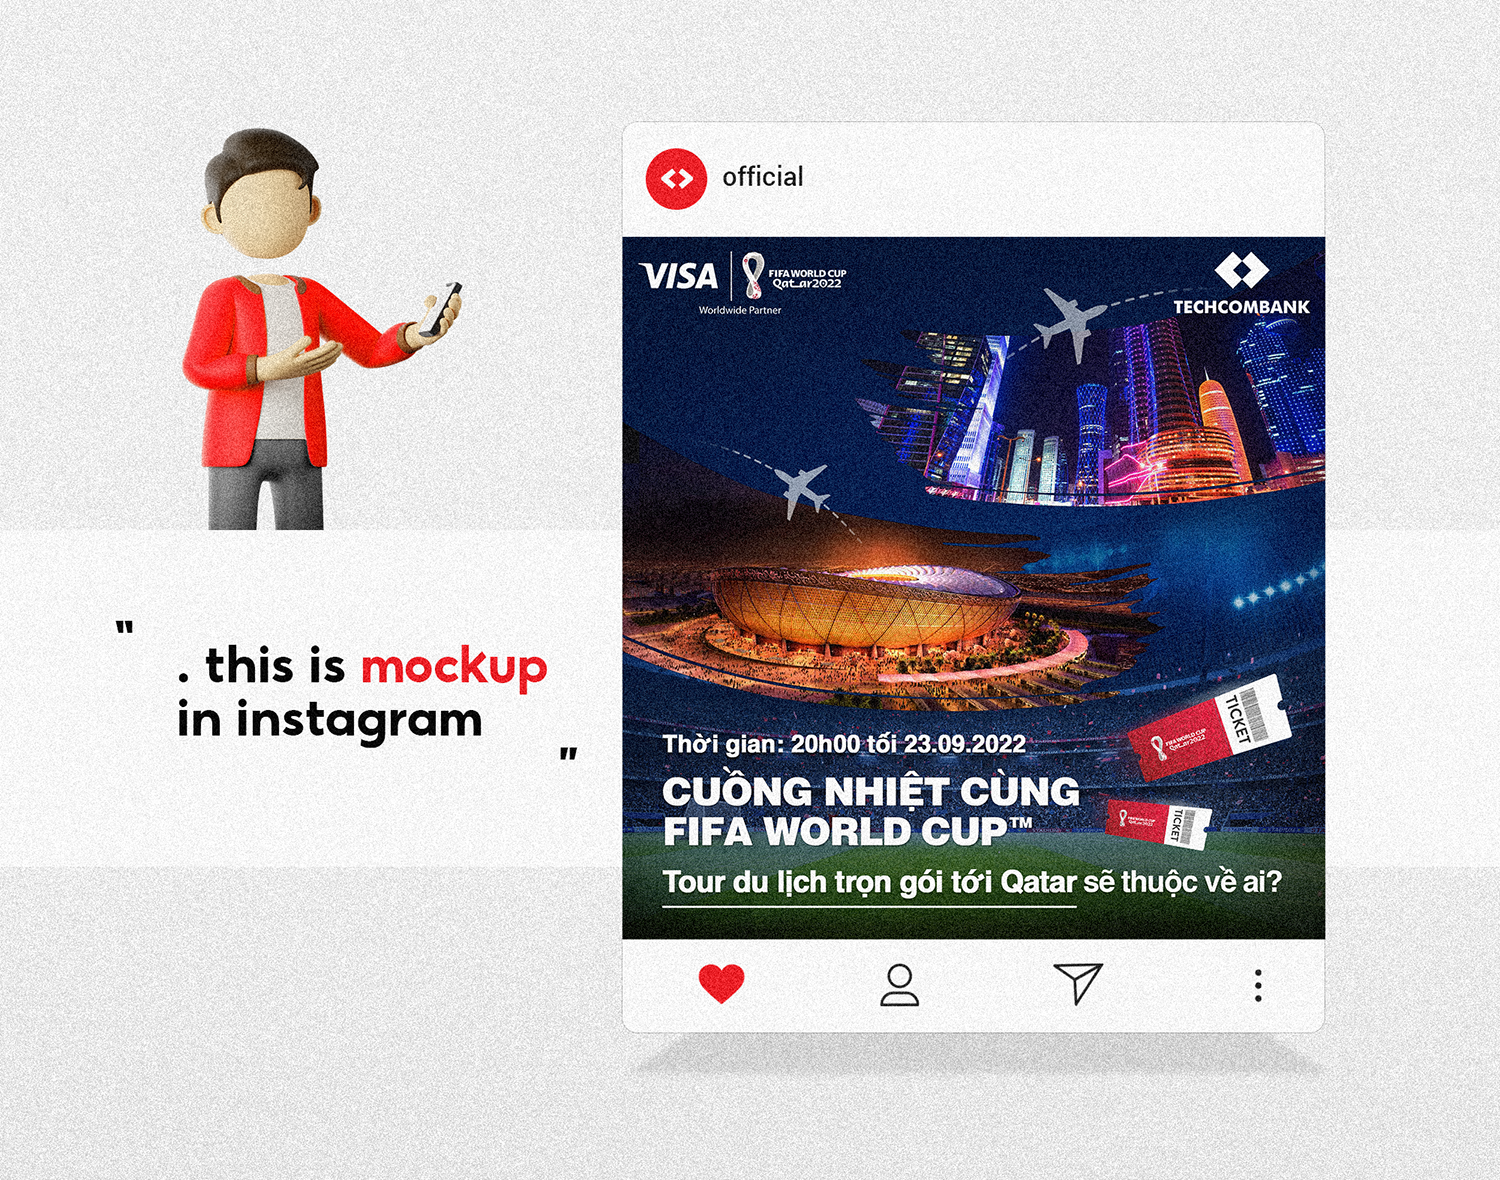 official
VISA
FIFA WORLD CUP
Qatar2022
Worldwide Partner
TECHCOMBANK
"
. this is mockup
in instagram
"
FIFA WORLD CUP
Qatar2022
TICKET
Thời gian: 20h00 tối 23.09.2022
CUỒNG NHIỆT CÙNG
FIFA WORLD CUP™
FIFA WORLD CUP
Qatar2022
TICKET
Tour du lịch trọn gói tới Qatar sẽ thuộc về ai?